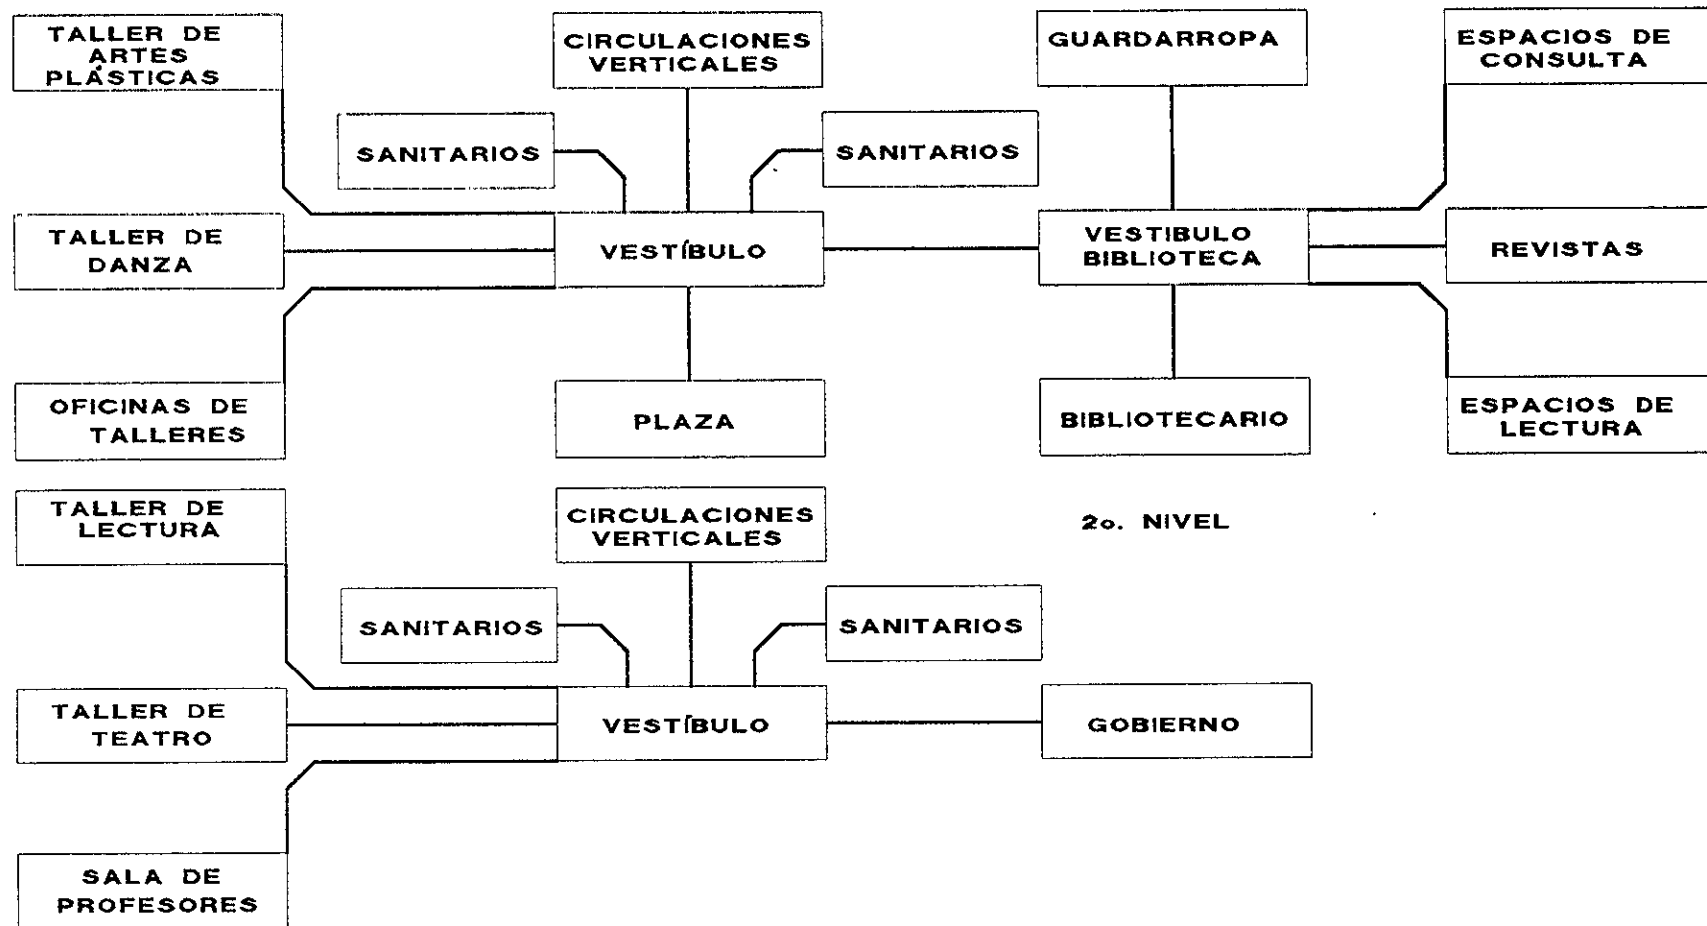 TALLER DE
ARTES
PLÁSTICAS
CIRCULACIONES
VERTICALES
GUARDARROPA
ESPACIOS DE
CONSULTA
SANITARIOS
SANITARIOS
TALLER DE
DANZA
VESTÍBULO
VESTIBULO
BIBLIOTECA
REVISTAS
OFICINAS DE
TALLERES
PLAZA
BIBLIOTECARIO
ESPACIOS DE
LECTURA
TALLER DE
LECTURA
CIRCULACIONES
VERTICALES
2o. NIVEL
SANITARIOS
SANITARIOS
TALLER DE
TEATRO
VESTÍBULO
GOBIERNO
SALA DE
PROFESORES